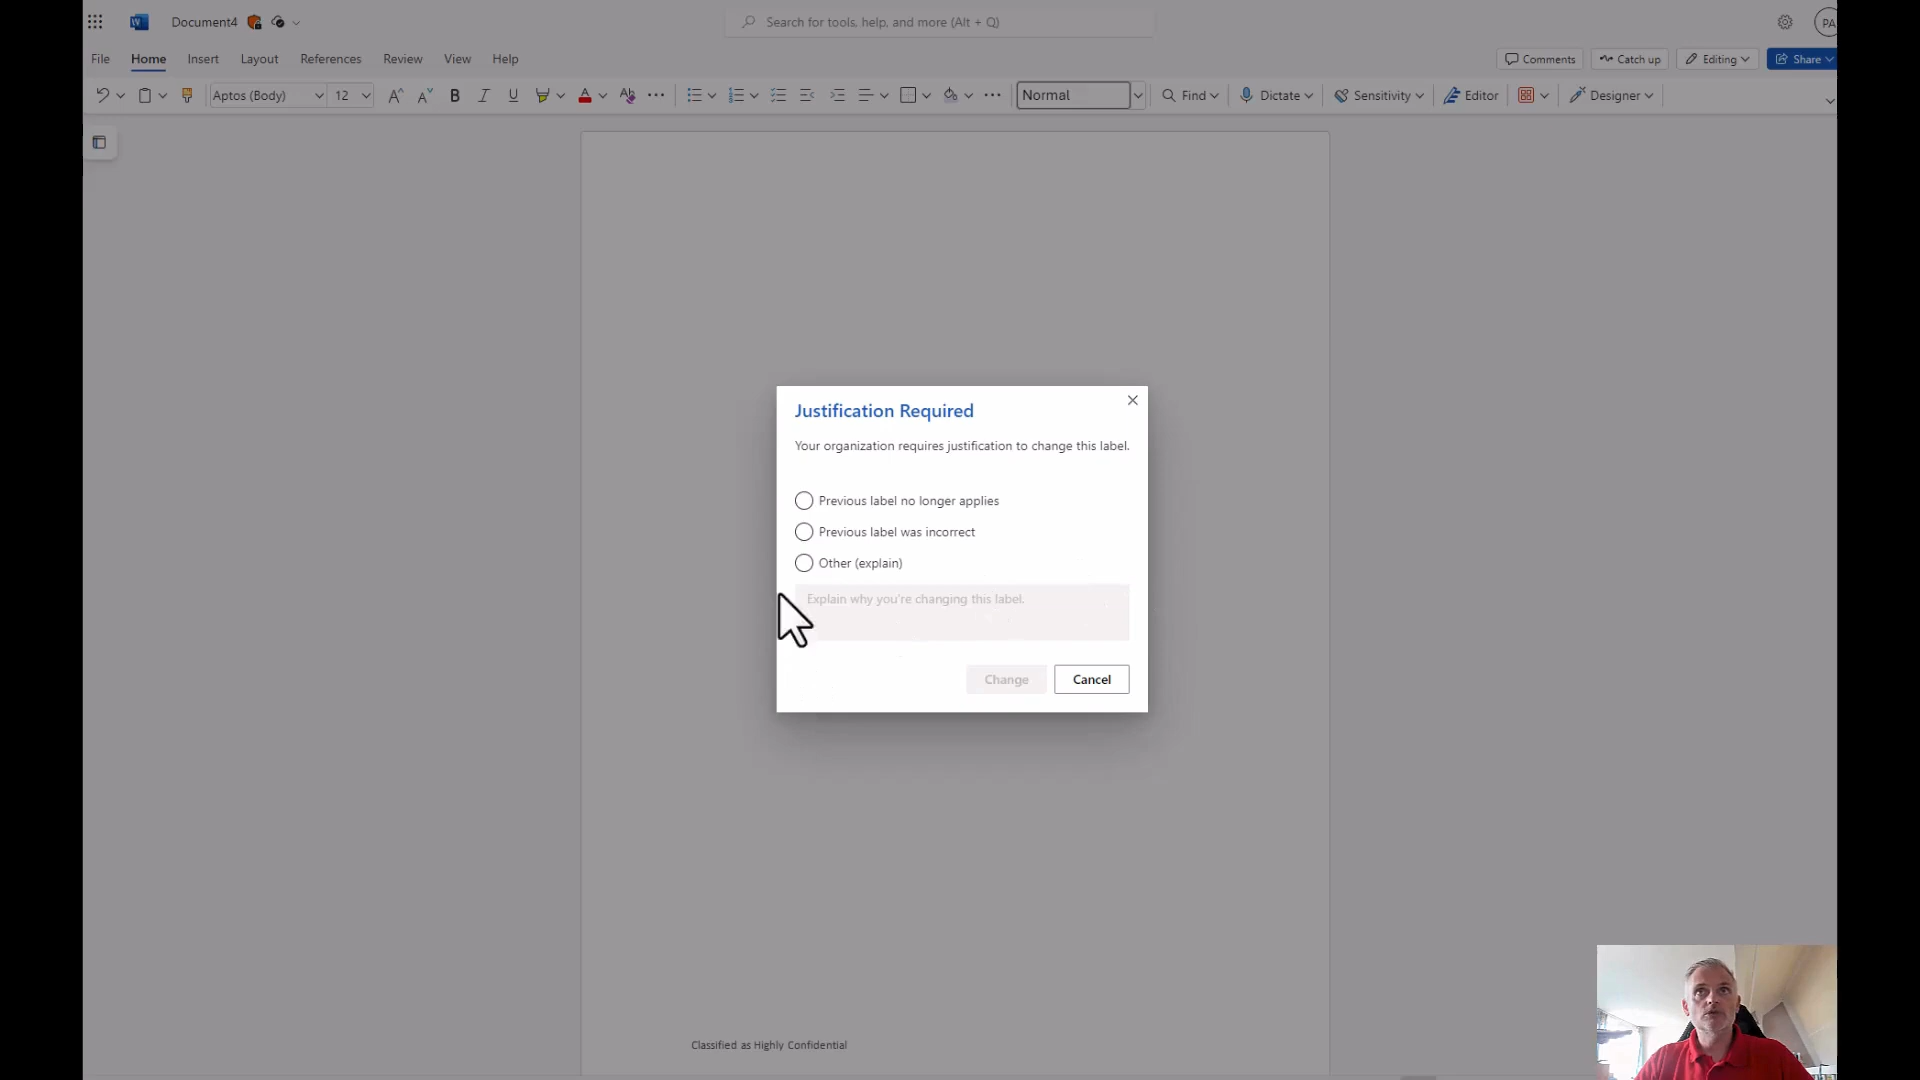 Document4
Search for tools, help, and more (Alt + Q)
PA
File Home Insert Layout References Review View Help
Comments Catch up Editing Share
Aptos (Body) 12 Normal Find Dictate Sensitivity Editor Designer
Justification Required
Your organization requires justification to change this label.
Previous label no longer applies
Previous label was incorrect
Other (explain)
Explain why you're changing this label.
Change Cancel
Classified as Highly Confidential